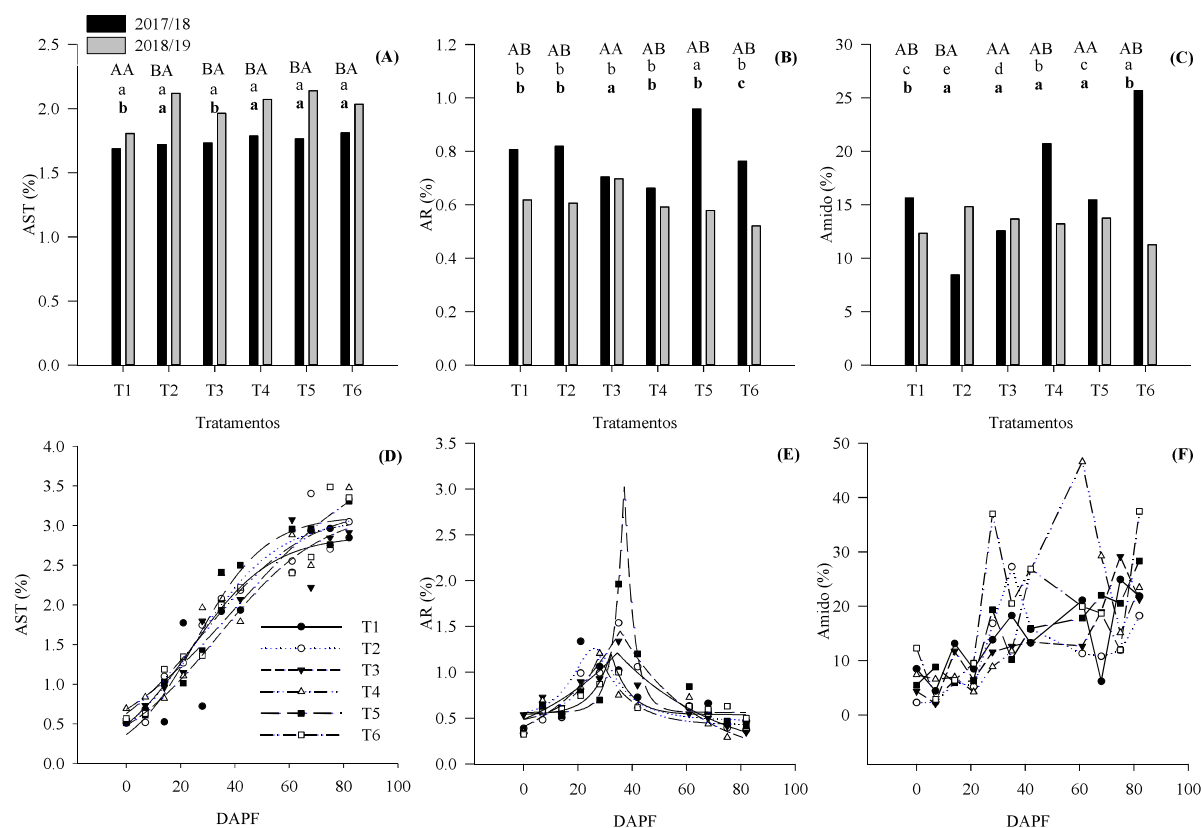 2017/18
2018/19
2.5
2.0
1.5
1.0
0.5
0.0
AST (%)
(A)
AA BA BA BA BA BA
a a a a a a
b a b a a a
T1 T2 T3 T4 T5 T6
Tratamentos
1.2
1.0
0.8
0.6
0.4
0.2
0.0
AR (%)
(B)
AB AB AA AB AB AB
b b b b a b
b b a b b c
T1 T2 T3 T4 T5 T6
Tratamentos
30
25
20
15
10
5
0
Amido (%)
(C)
AB BA AA AB AA AB
c e d b c a
b a a a a b
T1 T2 T3 T4 T5 T6
Tratamentos
4.0
3.5
3.0
2.5
2.0
1.5
1.0
0.5
0.0
AST (%)
(D)
T1
T2
T3
T4
T5
T6
0 20 40 60 80 100
DAPF
3.5
3.0
2.5
2.0
1.5
1.0
0.5
0.0
AR (%)
(E)
0 20 40 60 80 100
DAPF
50
40
30
20
10
0
Amido (%)
(F)
0 20 40 60 80 100
DAPF